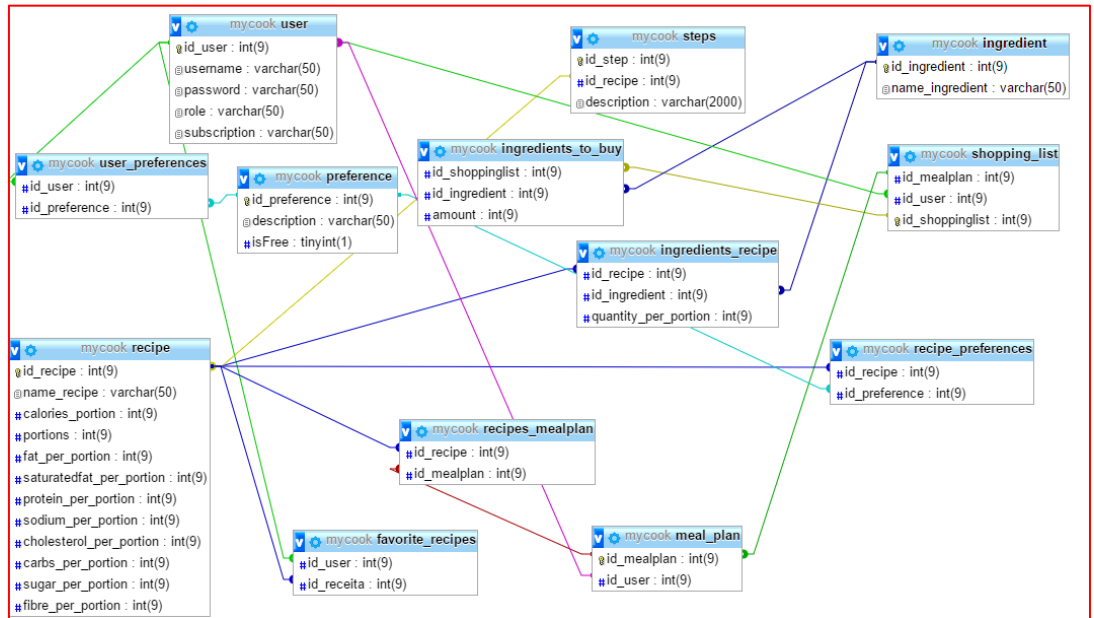 mycook user
id_user : int(9)
username : varchar(50)
password : varchar(50)
role : varchar(50)
subscription : varchar(50)
mycook steps
id_step : int(9)
id_recipe : int(9)
description : varchar(2000)
mycook ingredient
id_ingredient : int(9)
name_ingredient : varchar(50)
mycook user_preferences
id_user : int(9)
id_preference : int(9)
mycook preference
id_preference : int(9)
description : varchar(50)
isFree : tinyint(1)
mycook ingredients_to_buy
id_shoppinglist : int(9)
id_ingredient : int(9)
amount : int(9)
mycook shopping_list
id_mealplan : int(9)
id_user : int(9)
id_shoppinglist : int(9)
mycook ingredients_recipe
id_recipe : int(9)
id_ingredient : int(9)
quantity_per_portion : int(9)
mycook recipe
id_recipe : int(9)
name_recipe : varchar(50)
calories_portion : int(9)
portions : int(9)
fat_per_portion : int(9)
saturatedfat_per_portion : int(9)
protein_per_portion : int(9)
sodium_per_portion : int(9)
cholesterol_per_portion : int(9)
carbs_per_portion : int(9)
sugar_per_portion : int(9)
fibre_per_portion : int(9)
mycook recipe_preferences
id_recipe : int(9)
id_preference : int(9)
mycook recipes_mealplan
id_recipe : int(9)
id_mealplan : int(9)
mycook favorite_recipes
id_user : int(9)
id_receita : int(9)
mycook meal_plan
id_mealplan : int(9)
id_user : int(9)